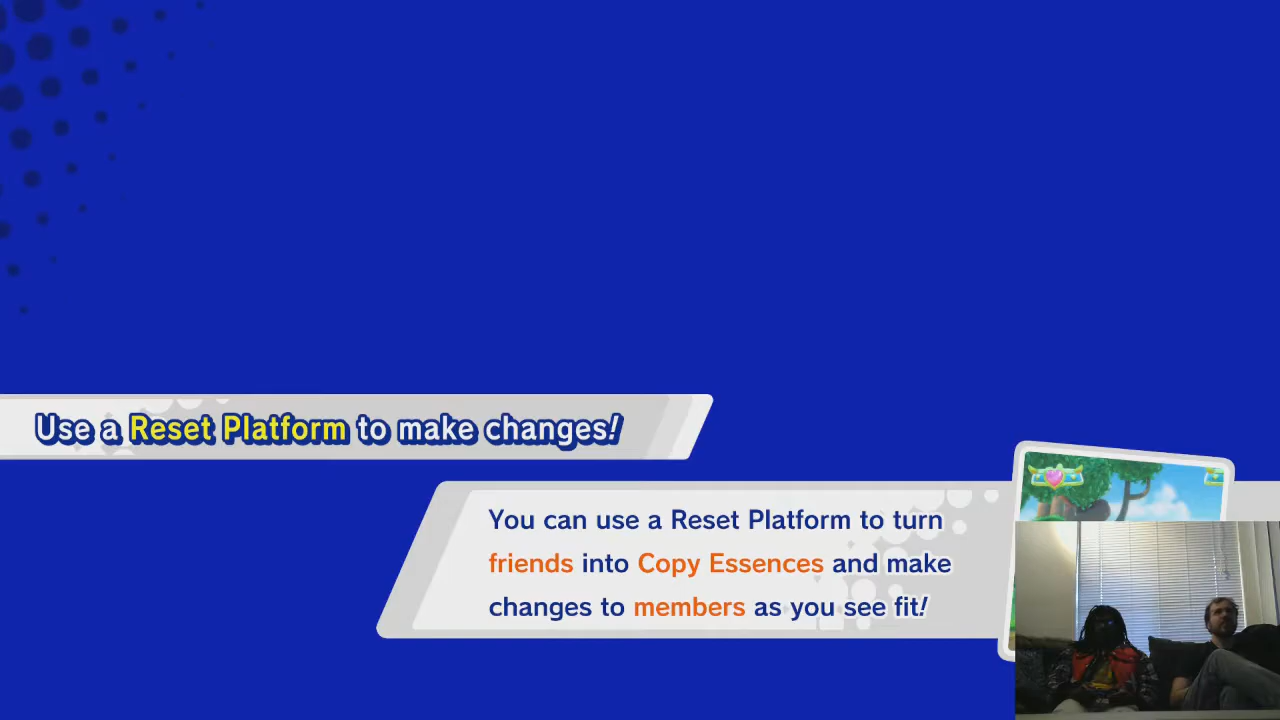 Use a Reset Platform to make changes!
You can use a Reset Platform to turn
friends into Copy Essences and make
changes to members as you see fit!